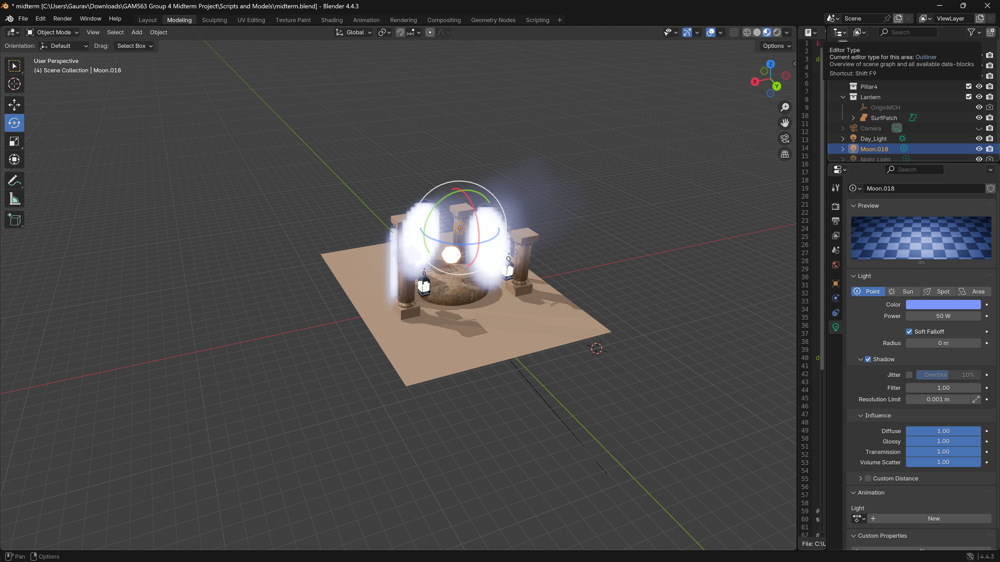 * midterm [C:\Users\Gaurav\Downloads\GAM563 Group 4 Midterm Project\Scripts and Models\midterm.blend] - Blender 4.4.3
File Edit Render Window Help Layout Modeling Sculpting UV Editing Texture Paint Shading Animation Rendering Compositing Geometry Nodes Scripting + Scene ViewLayer
Object Mode View Select Add Object Global Search
Orientation: Default Drag: Select Box Options
User Perspective
(4) Scene Collection | Moon.018
Z
X
Y
1
2
3 d
4
5
6
7
8
9
10
11
12
13
14
15
16
17
18
19
20
21
22
23
24
25
26
27
28
29
30
31
32
33
34
35
36
37
38
39
40 d
41
42
43
44
45
46
47
48
49
50
51
52
53
54
55
56
57
58
59 #
60 s
61
62 #
File: C:\U
Editor Type
Current editor type for this area: Outliner
Overview of scene graph and all available data-blocks
Shortcut: Shift F9
Pillar4
Lantern
OriginMCH
SurfPatch
Camera
Day_Light
Moon.018
Night_Light
Search
Moon.018
Preview
Light
Point Sun Spot Area
Color
Power 50 W
Soft Falloff
Radius 0 m
Shadow
Jitter Overblur 10%
Filter 1.00
Resolution Limit 0.001 m
Influence
Diffuse 1.00
Glossy 1.00
Transmission 1.00
Volume Scatter 1.00
Custom Distance
Animation
Light
+ New
Custom Properties
Pan Options
4.4.3